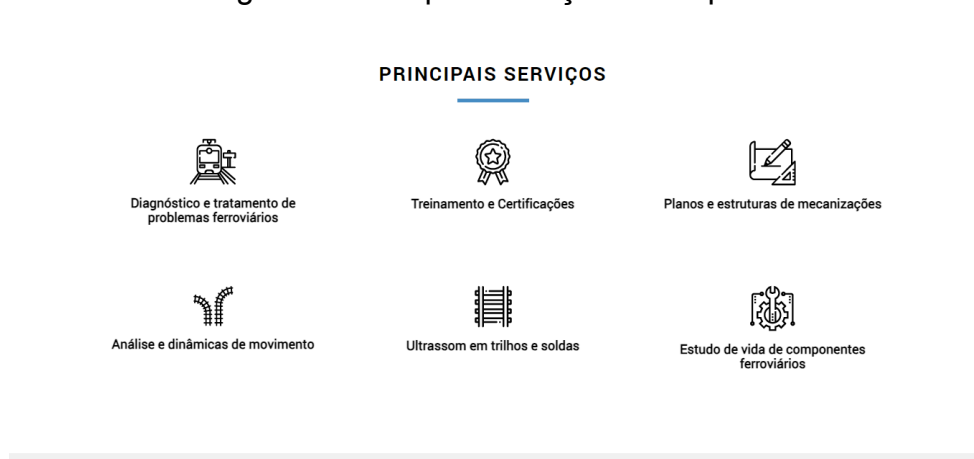 PRINCIPAIS SERVIÇOS
Diagnóstico e tratamento de
problemas ferroviários
Treinamento e Certificações
Planos e estruturas de mecanizações
Análise e dinâmicas de movimento
Ultrassom em trilhos e soldas
Estudo de vida de componentes
ferroviários